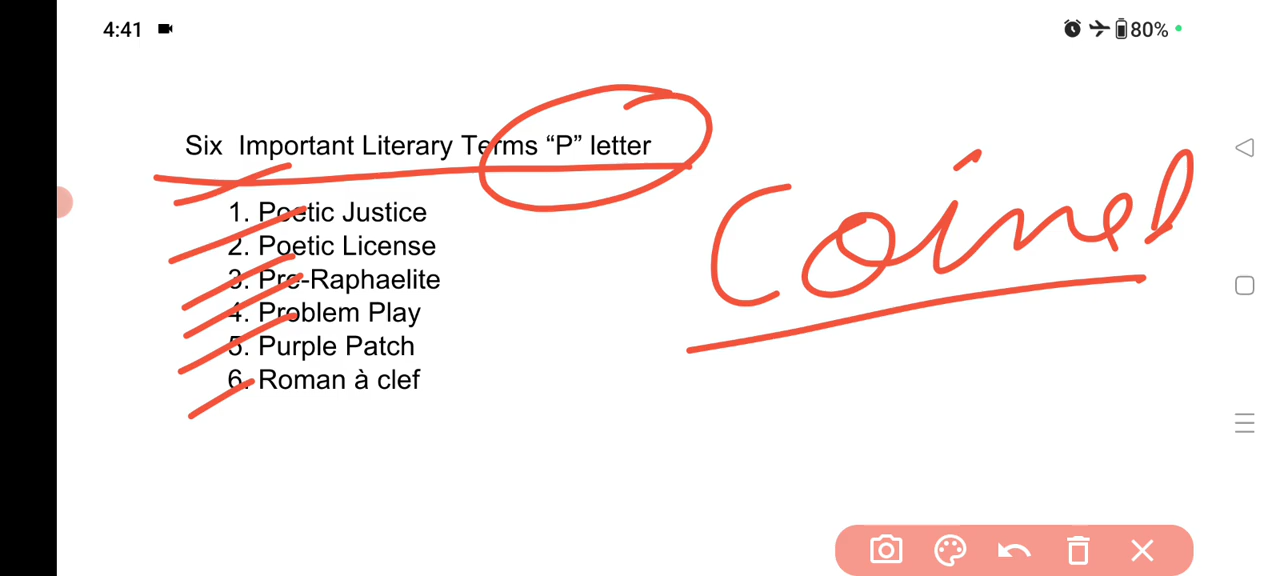 4:41 80%
Six Important Literary Terms “P” letter
1. Poetic Justice
2. Poetic License
3. Pre-Raphaelite
4. Problem Play
5. Purple Patch
6. Roman à clef
Coined